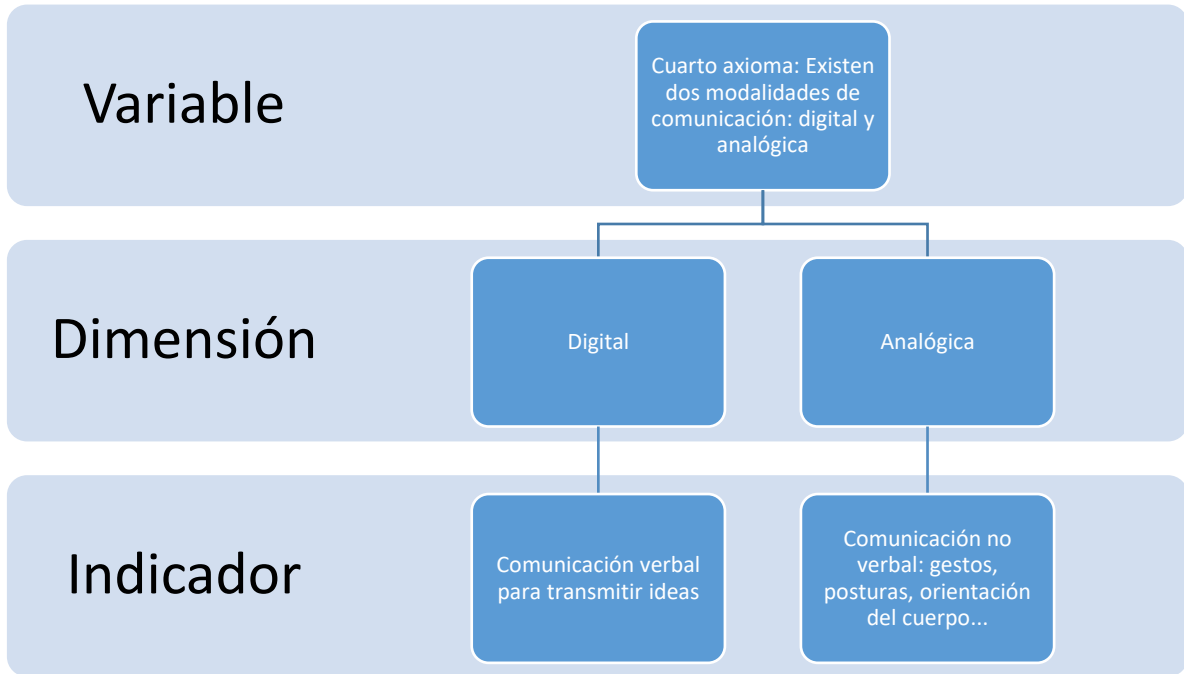 Variable
Cuarto axioma: Existen
dos modalidades de
comunicación: digital y
analógica
Dimensión
Digital
Analógica
Indicador
Comunicación verbal
para transmitir ideas
Comunicación no
verbal: gestos,
posturas, orientación
del cuerpo...